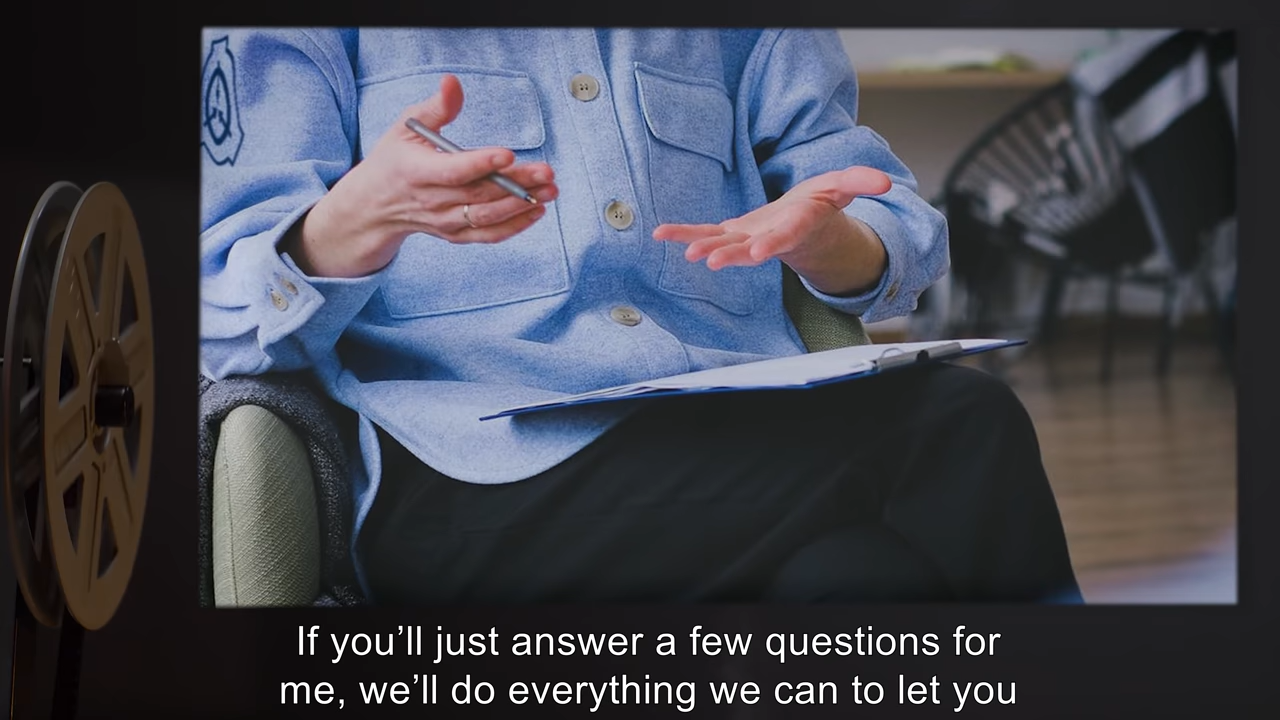 If you’ll just answer a few questions for
me, we’ll do everything we can to let you